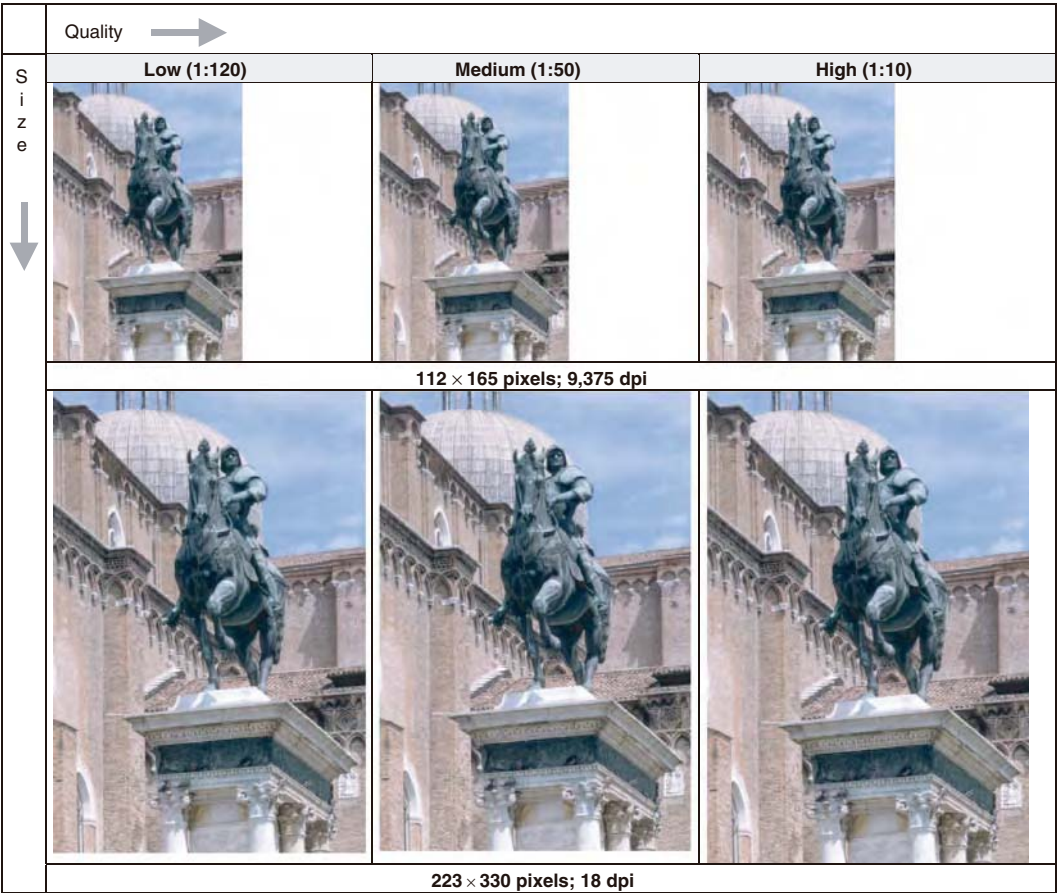 Quality
Size
Low (1:120)
Medium (1:50)
High (1:10)
112 × 165 pixels; 9,375 dpi
223 × 330 pixels; 18 dpi